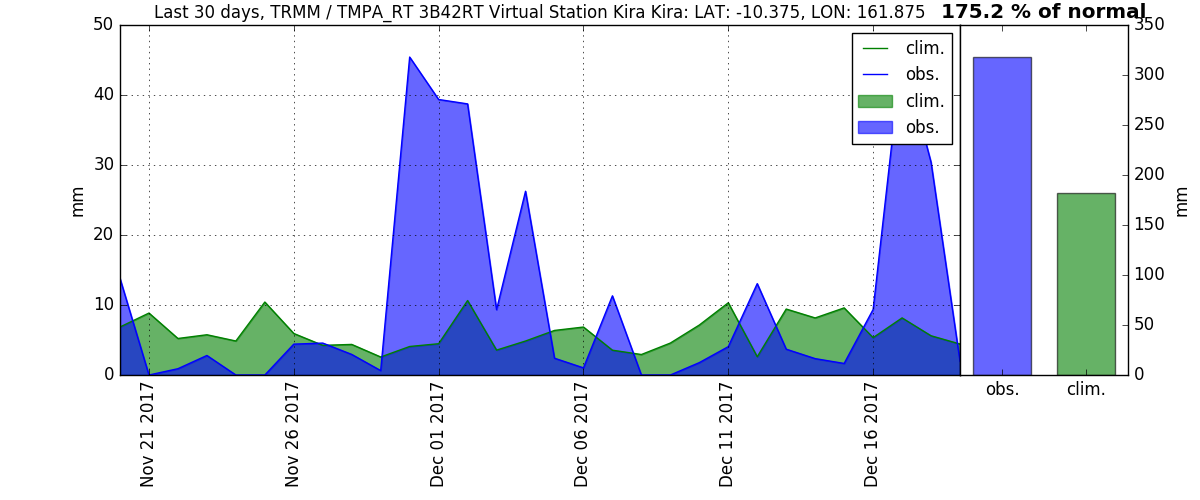 Last 30 days, TRMM / TMPA_RT 3B42RT Virtual Station Kira Kira: LAT: -10.375, LON: 161.875 175.2 % of normal
50
40
30
20
10
0
mm
clim.
obs.
clim.
obs.
350
300
250
200
150
100
50
0
mm
obs.
clim.
Nov 21 2017
Nov 26 2017
Dec 01 2017
Dec 06 2017
Dec 11 2017
Dec 16 2017